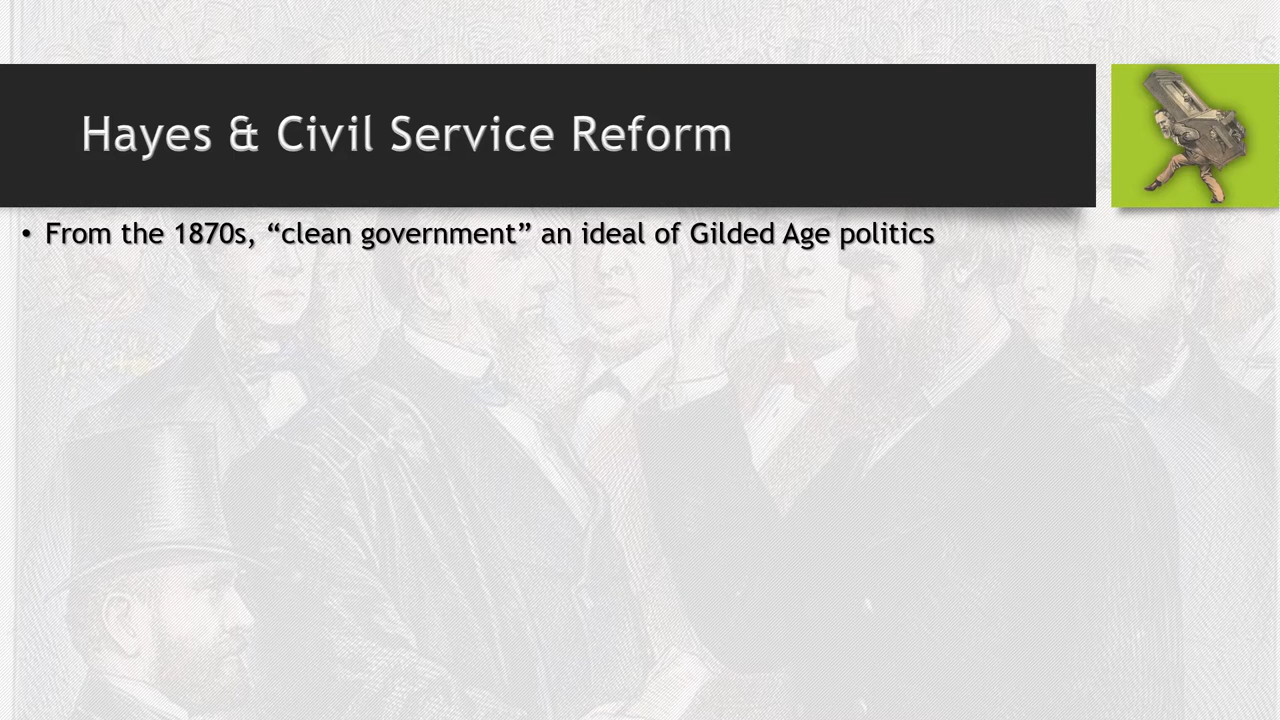 Hayes & Civil Service Reform
• From the 1870s, “clean government” an ideal of Gilded Age politics